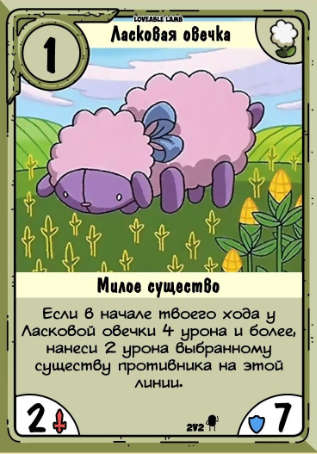 LOVEABLE LAMB
1
Ласковая овечка
Милое существо
Если в начале твоего хода у
Ласковой овечки 4 урона и более,
нанеси 2 урона выбранному
существу противника на этой
линии.
2
2V2
7